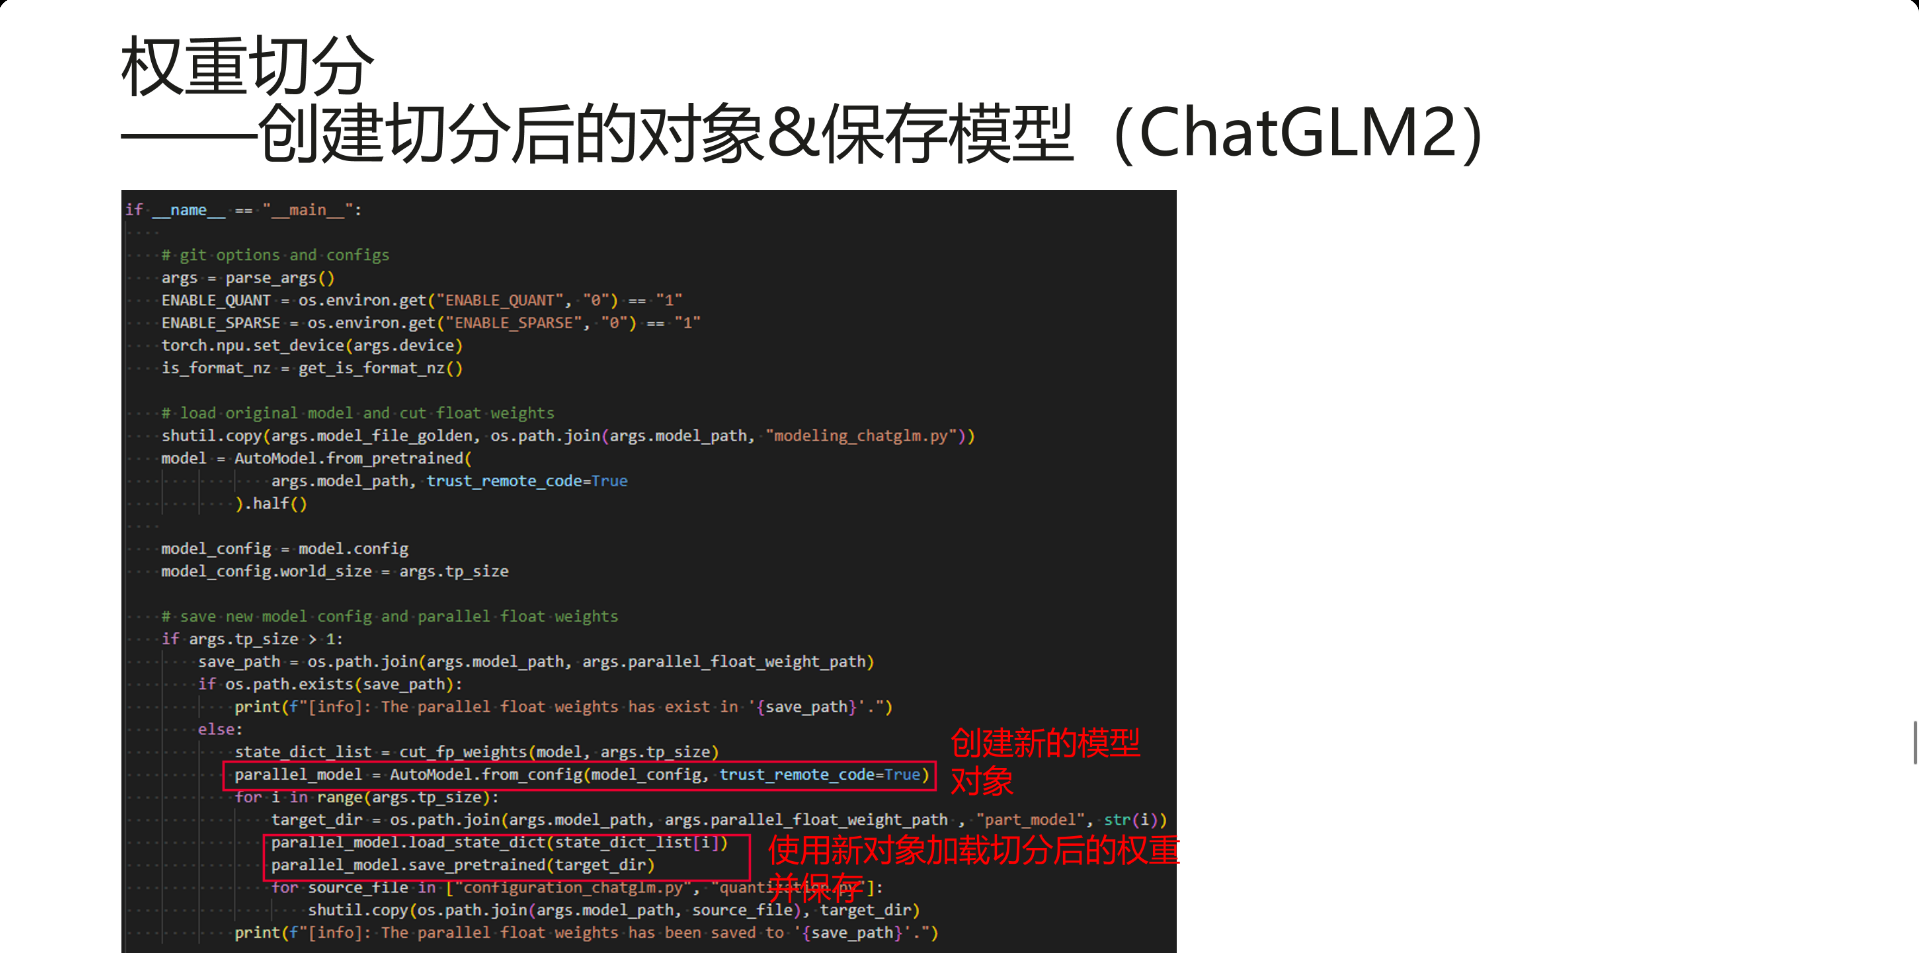 权重切分
——创建切分后的对象&保存模型（ChatGLM2）
if __name__ == "__main__":
# git options and configs
args = parse_args()
ENABLE_QUANT = os.environ.get("ENABLE_QUANT", "0") == "1"
ENABLE_SPARSE = os.environ.get("ENABLE_SPARSE", "0") == "1"
torch.npu.set_device(args.device)
is_format_nz = get_is_format_nz()
# load original model and cut float weights
shutil.copy(args.model_file_golden, os.path.join(args.model_path, "modeling_chatglm.py"))
model = AutoModel.from_pretrained(
args.model_path, trust_remote_code=True
).half()
model_config = model.config
model_config.world_size = args.tp_size
# save new model config and parallel float weights
if args.tp_size > 1:
save_path = os.path.join(args.model_path, args.parallel_float_weight_path)
if os.path.exists(save_path):
print(f"[info]: The parallel float weights has exist in '{save_path}'.")
else:
state_dict_list = cut_fp_weights(model, args.tp_size)
parallel_model = AutoModel.from_config(model_config, trust_remote_code=True)
创建新的模型
对象
for i in range(args.tp_size):
target_dir = os.path.join(args.model_path, args.parallel_float_weight_path , "part_model", str(i))
parallel_model.load_state_dict(state_dict_list[i])
parallel_model.save_pretrained(target_dir)
使用新对象加载切分后的权重
并保存
for source_file in ["configuration_chatglm.py", "quantization.py"]:
shutil.copy(os.path.join(args.model_path, source_file), target_dir)
print(f"[info]: The parallel float weights has been saved to '{save_path}'.")